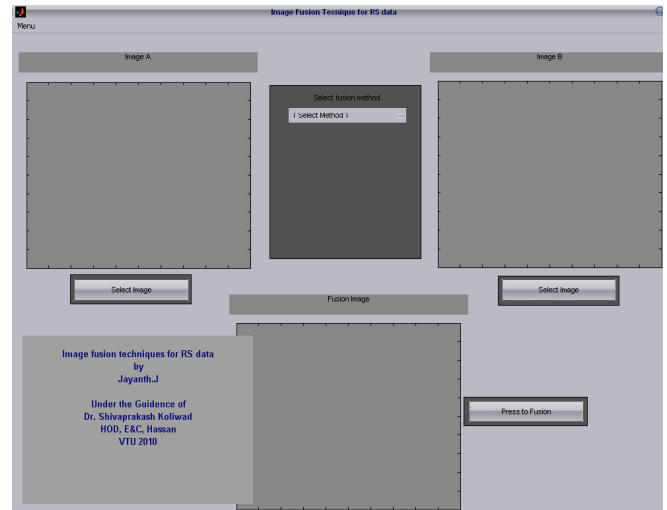 Image Fusion Tecnique for RS data
Menu
Image A
Image B
Select fusion method
Select Method
Select Image
Select Image
Fusion Image
Image fusion techniques for RS data
by
Jayanth.J
Under the Guidence of
Dr. Shivaprakash Koliwad
HOD, E&C, Hassan
VTU 2010
Press to Fusion